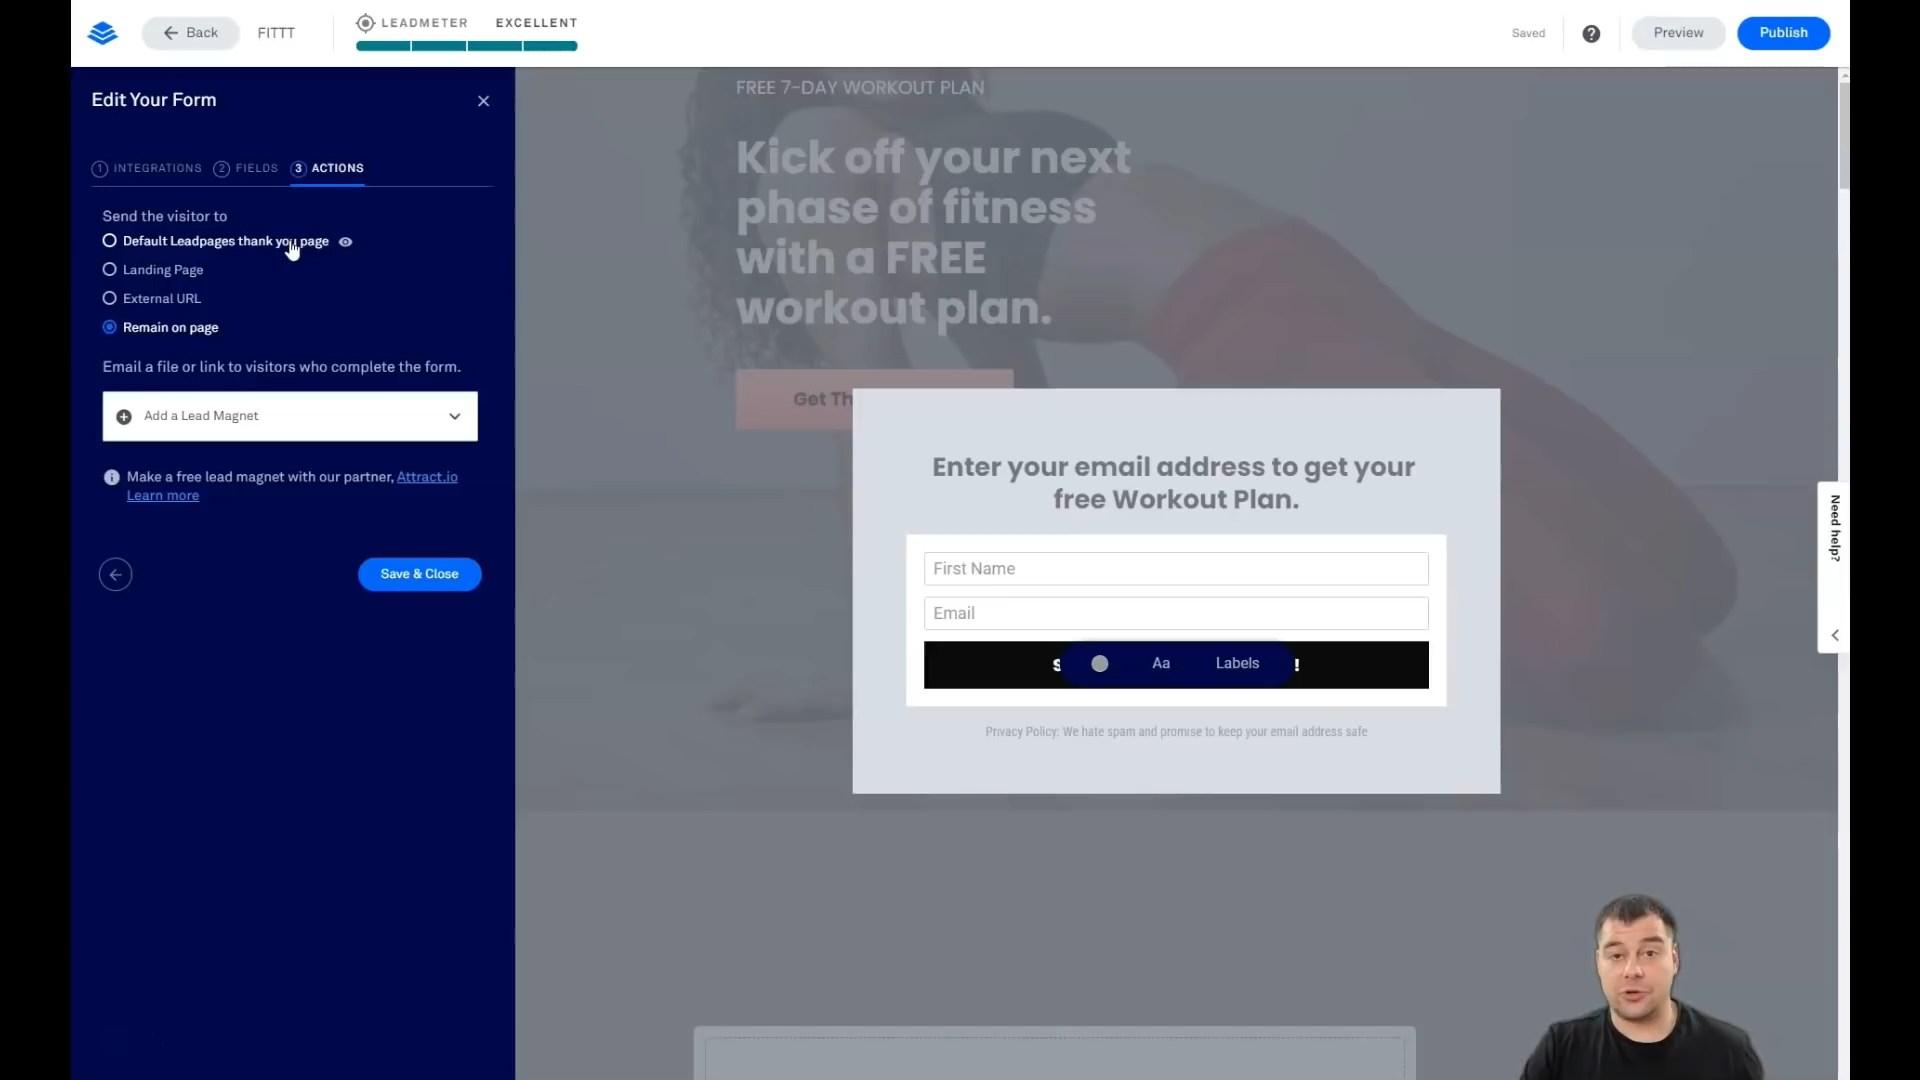 Back
FITTT
LEADMETER EXCELLENT
Saved
Preview
Publish
Edit Your Form
1 INTEGRATIONS 2 FIELDS 3 ACTIONS
Send the visitor to
Default Leadpages thank you page
Landing Page
External URL
Remain on page
Email a file or link to visitors who complete the form.
Add a Lead Magnet
Make a free lead magnet with our partner, Attract.io
Learn more
Save & Close
FREE 7-DAY WORKOUT PLAN
Kick off your next
phase of fitness
with a FREE
workout plan.
Get Th
Enter your email address to get your
free Workout Plan.
First Name
Email
S Aa Labels !
Privacy Policy: We hate spam and promise to keep your email address safe
Need help?